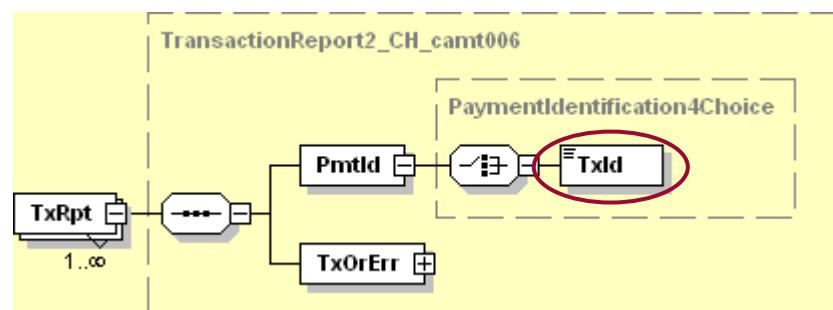 TransactionReport2_CH_camt006
PaymentIdentification4Choice
PmtId
TxId
TxRpt
1..∞
TxOrErr